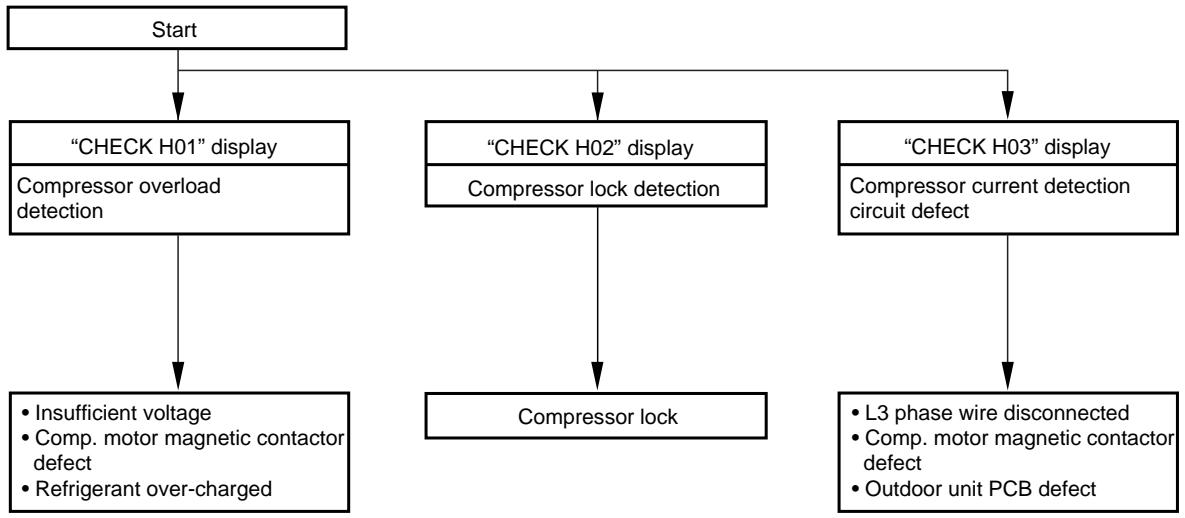 Start
“CHECK H01” display
Compressor overload
detection
“CHECK H02” display
Compressor lock detection
“CHECK H03” display
Compressor current detection
circuit defect
• Insufficient voltage
• Comp. motor magnetic contactor
defect
• Refrigerant over-charged
Compressor lock
• L3 phase wire disconnected
• Comp. motor magnetic contactor
defect
• Outdoor unit PCB defect